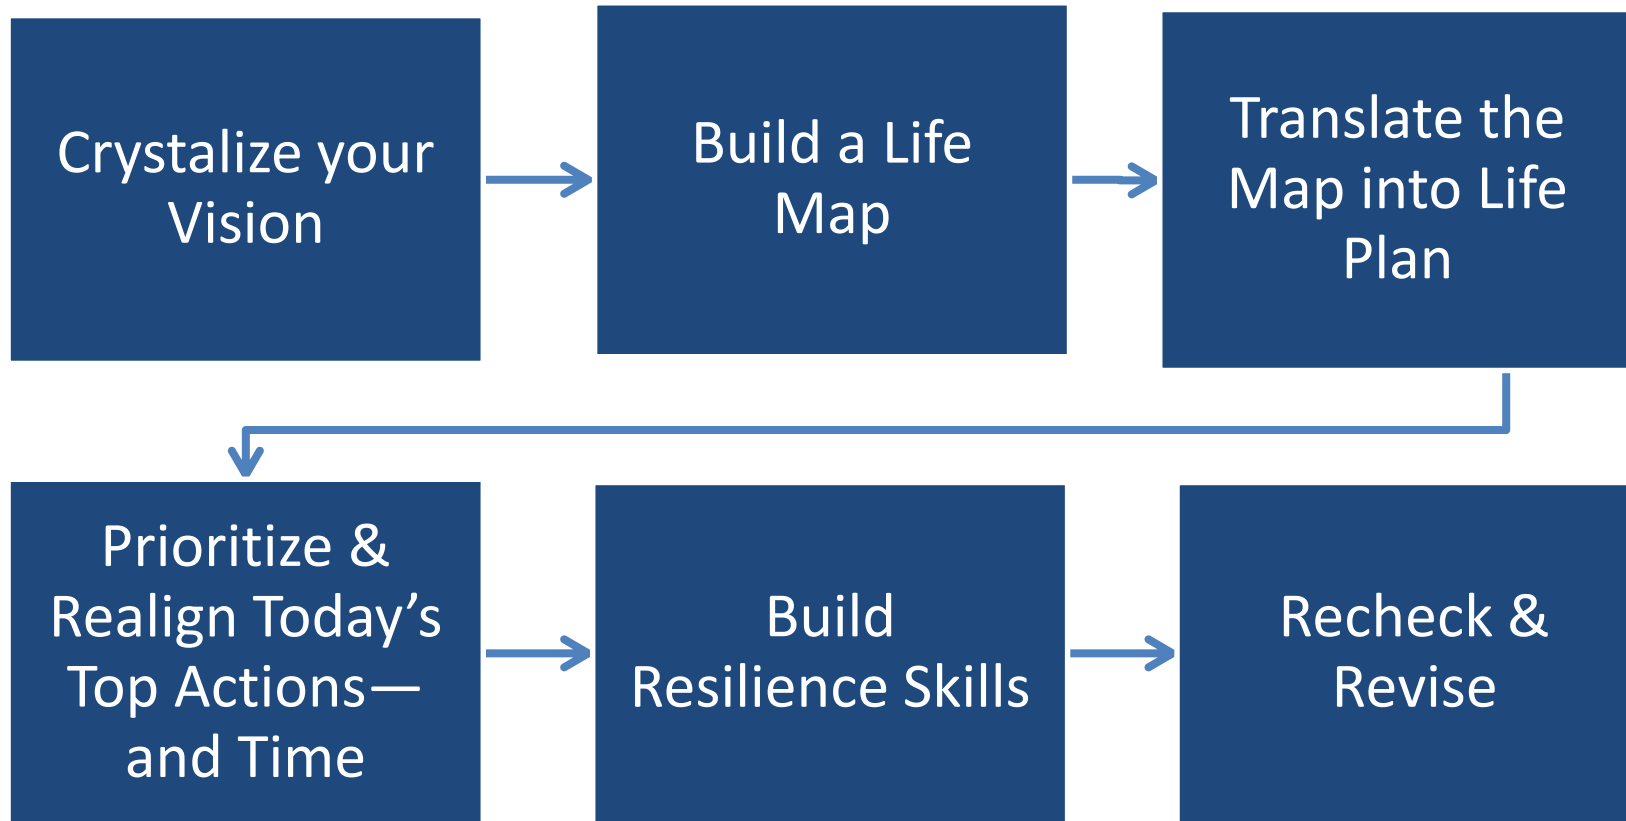 Crystalize your
Vision
Build a Life
Map
Translate the
Map into Life
Plan
Prioritize &
Realign Today’s
Top Actions—
and Time
Build
Resilience Skills
Recheck &
Revise